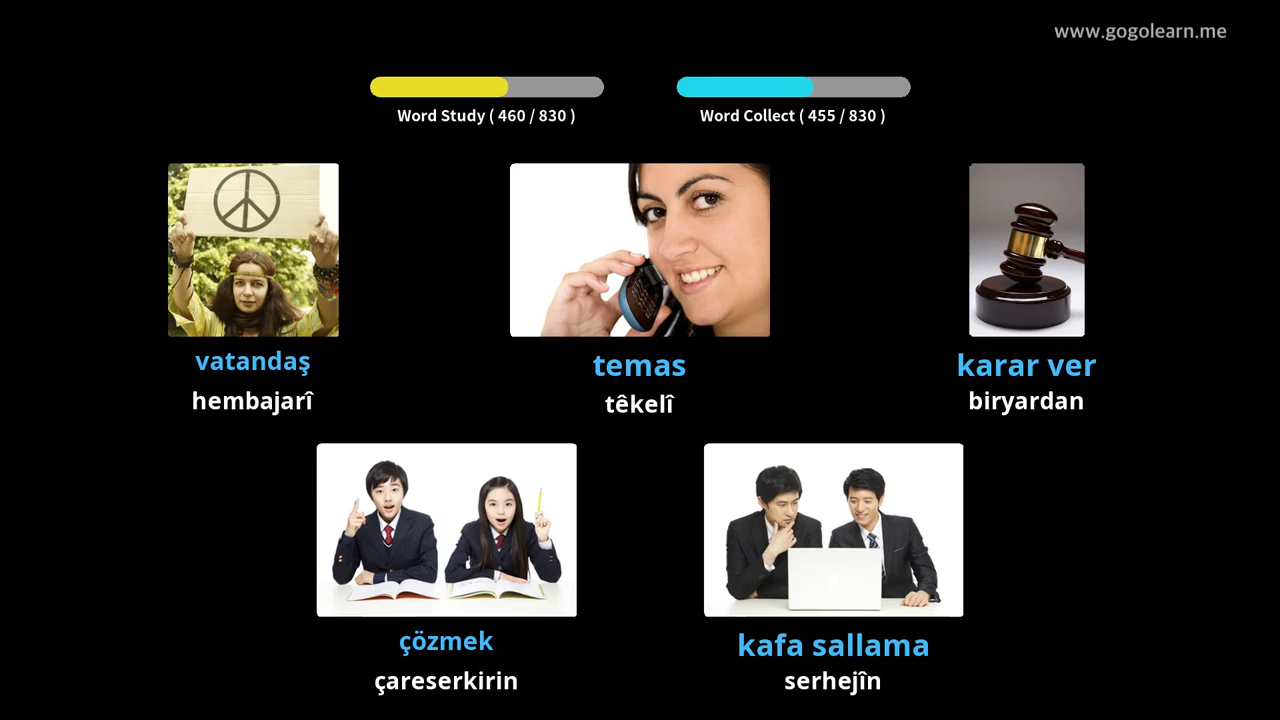 www.gogolearn.me
Word Study ( 460 / 830 )
Word Collect ( 455 / 830 )
vatandaş
hembajarî
temas
têkelî
karar ver
biryardan
çözmek
çareserkirin
kafa sallama
serhejîn